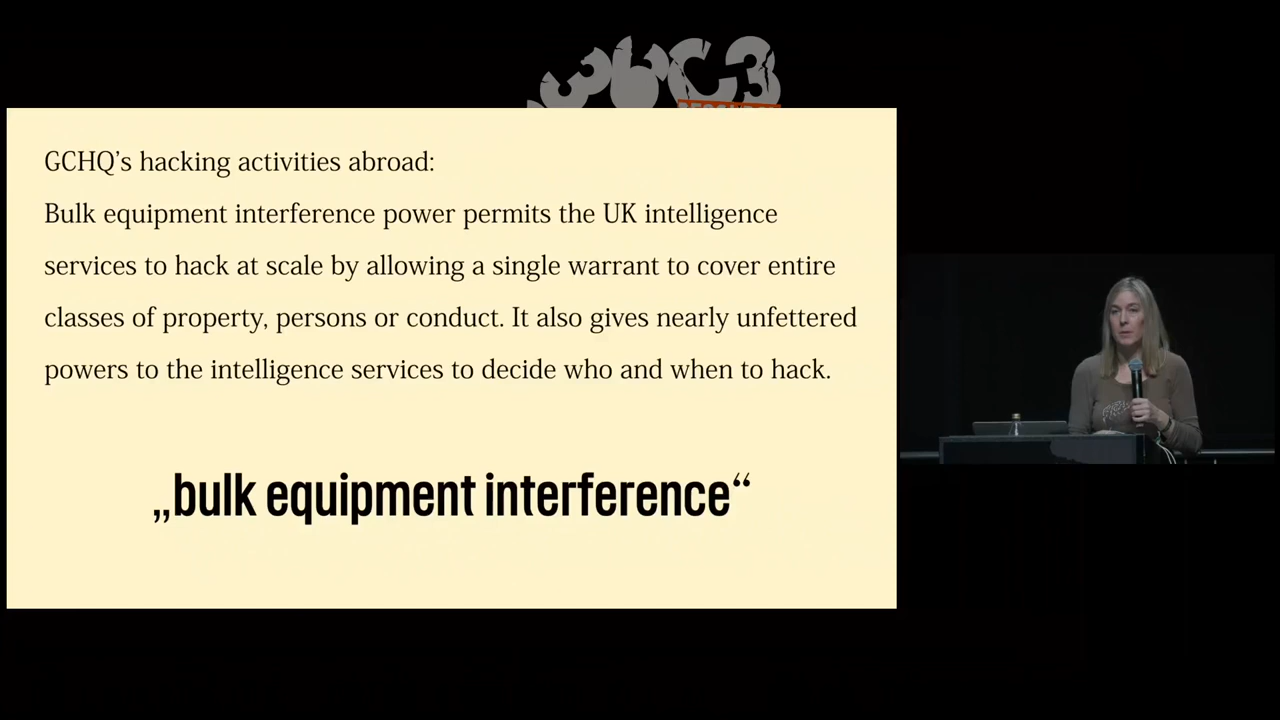 36C3
GCHQ’s hacking activities abroad:
Bulk equipment interference power permits the UK intelligence
services to hack at scale by allowing a single warrant to cover entire
classes of property, persons or conduct. It also gives nearly unfettered
powers to the intelligence services to decide who and when to hack.
„bulk equipment interference“